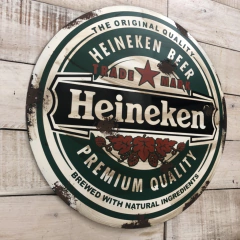 THE ORIGINAL QUALITY
HEINEKEN BEER
TRADE MARK
Heineken
PREMIUM QUALITY
BREWED WITH NATURAL INGREDIENTS